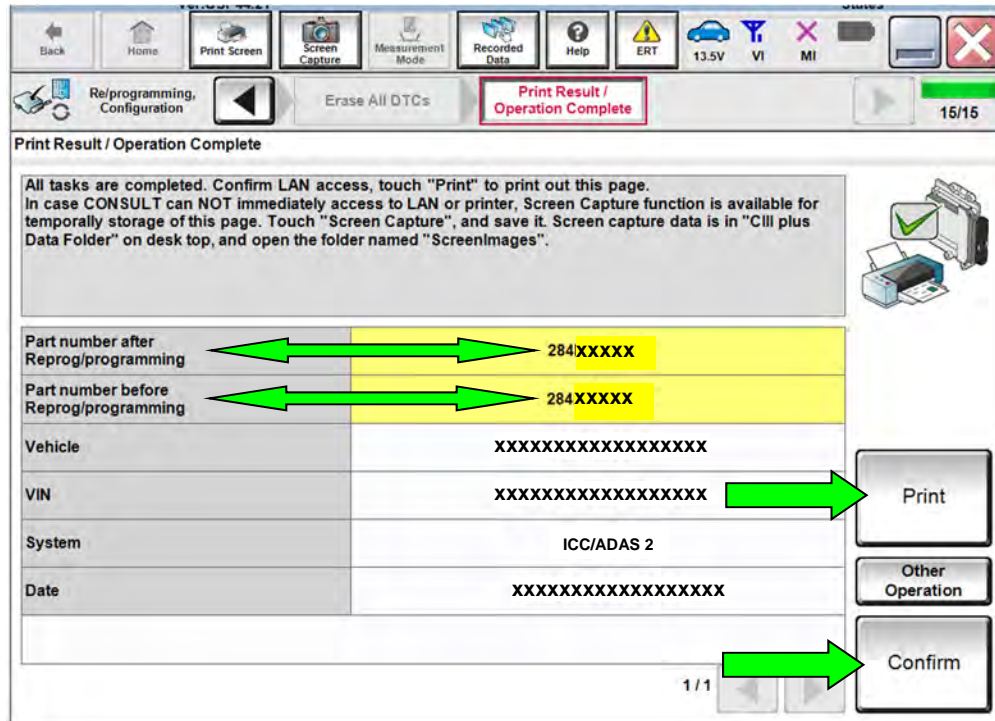 Back
Home
Print Screen
Screen
Capture
Measurement
Mode
Recorded
Data
Help
ERT
13.5V
VI
MI
Re/programming,
Configuration
Erase All DTCs
Print Result /
Operation Complete
15/15
Print Result / Operation Complete
All tasks are completed. Confirm LAN access, touch "Print" to print out this page.
In case CONSULT can NOT immediately access to LAN or printer, Screen Capture function is available for
temporally storage of this page. Touch "Screen Capture", and save it. Screen capture data is in "CIII plus
Data Folder" on desk top, and open the folder named "ScreenImages".
Part number after
Reprog/programming
284XXXXX
Part number before
Reprog/programming
284XXXXX
Vehicle
XXXXXXXXXXXXXXXXXX
VIN
XXXXXXXXXXXXXXXXXX
Print
System
ICC/ADAS 2
Other
Operation
Date
XXXXXXXXXXXXXXXXXX
Confirm
1/1